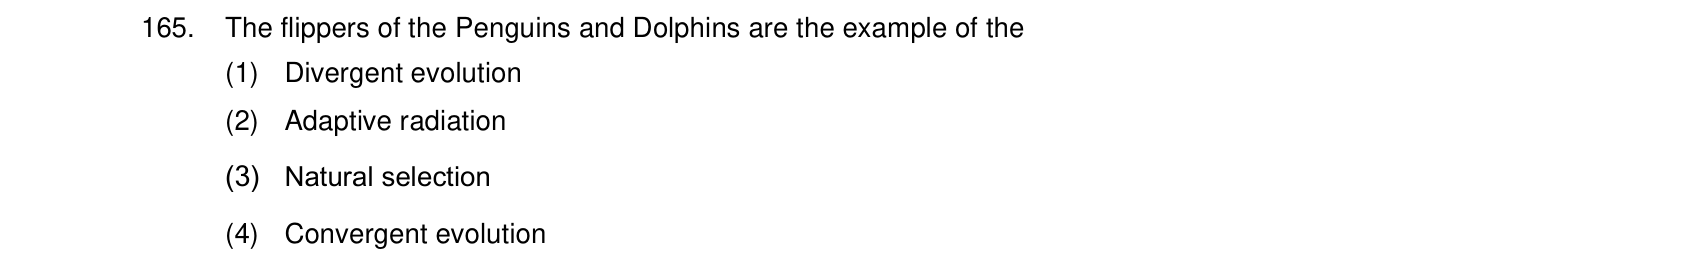 165. The flippers of the Penguins and Dolphins are the example of the
(1) Divergent evolution
(2) Adaptive radiation
(3) Natural selection
(4) Convergent evolution